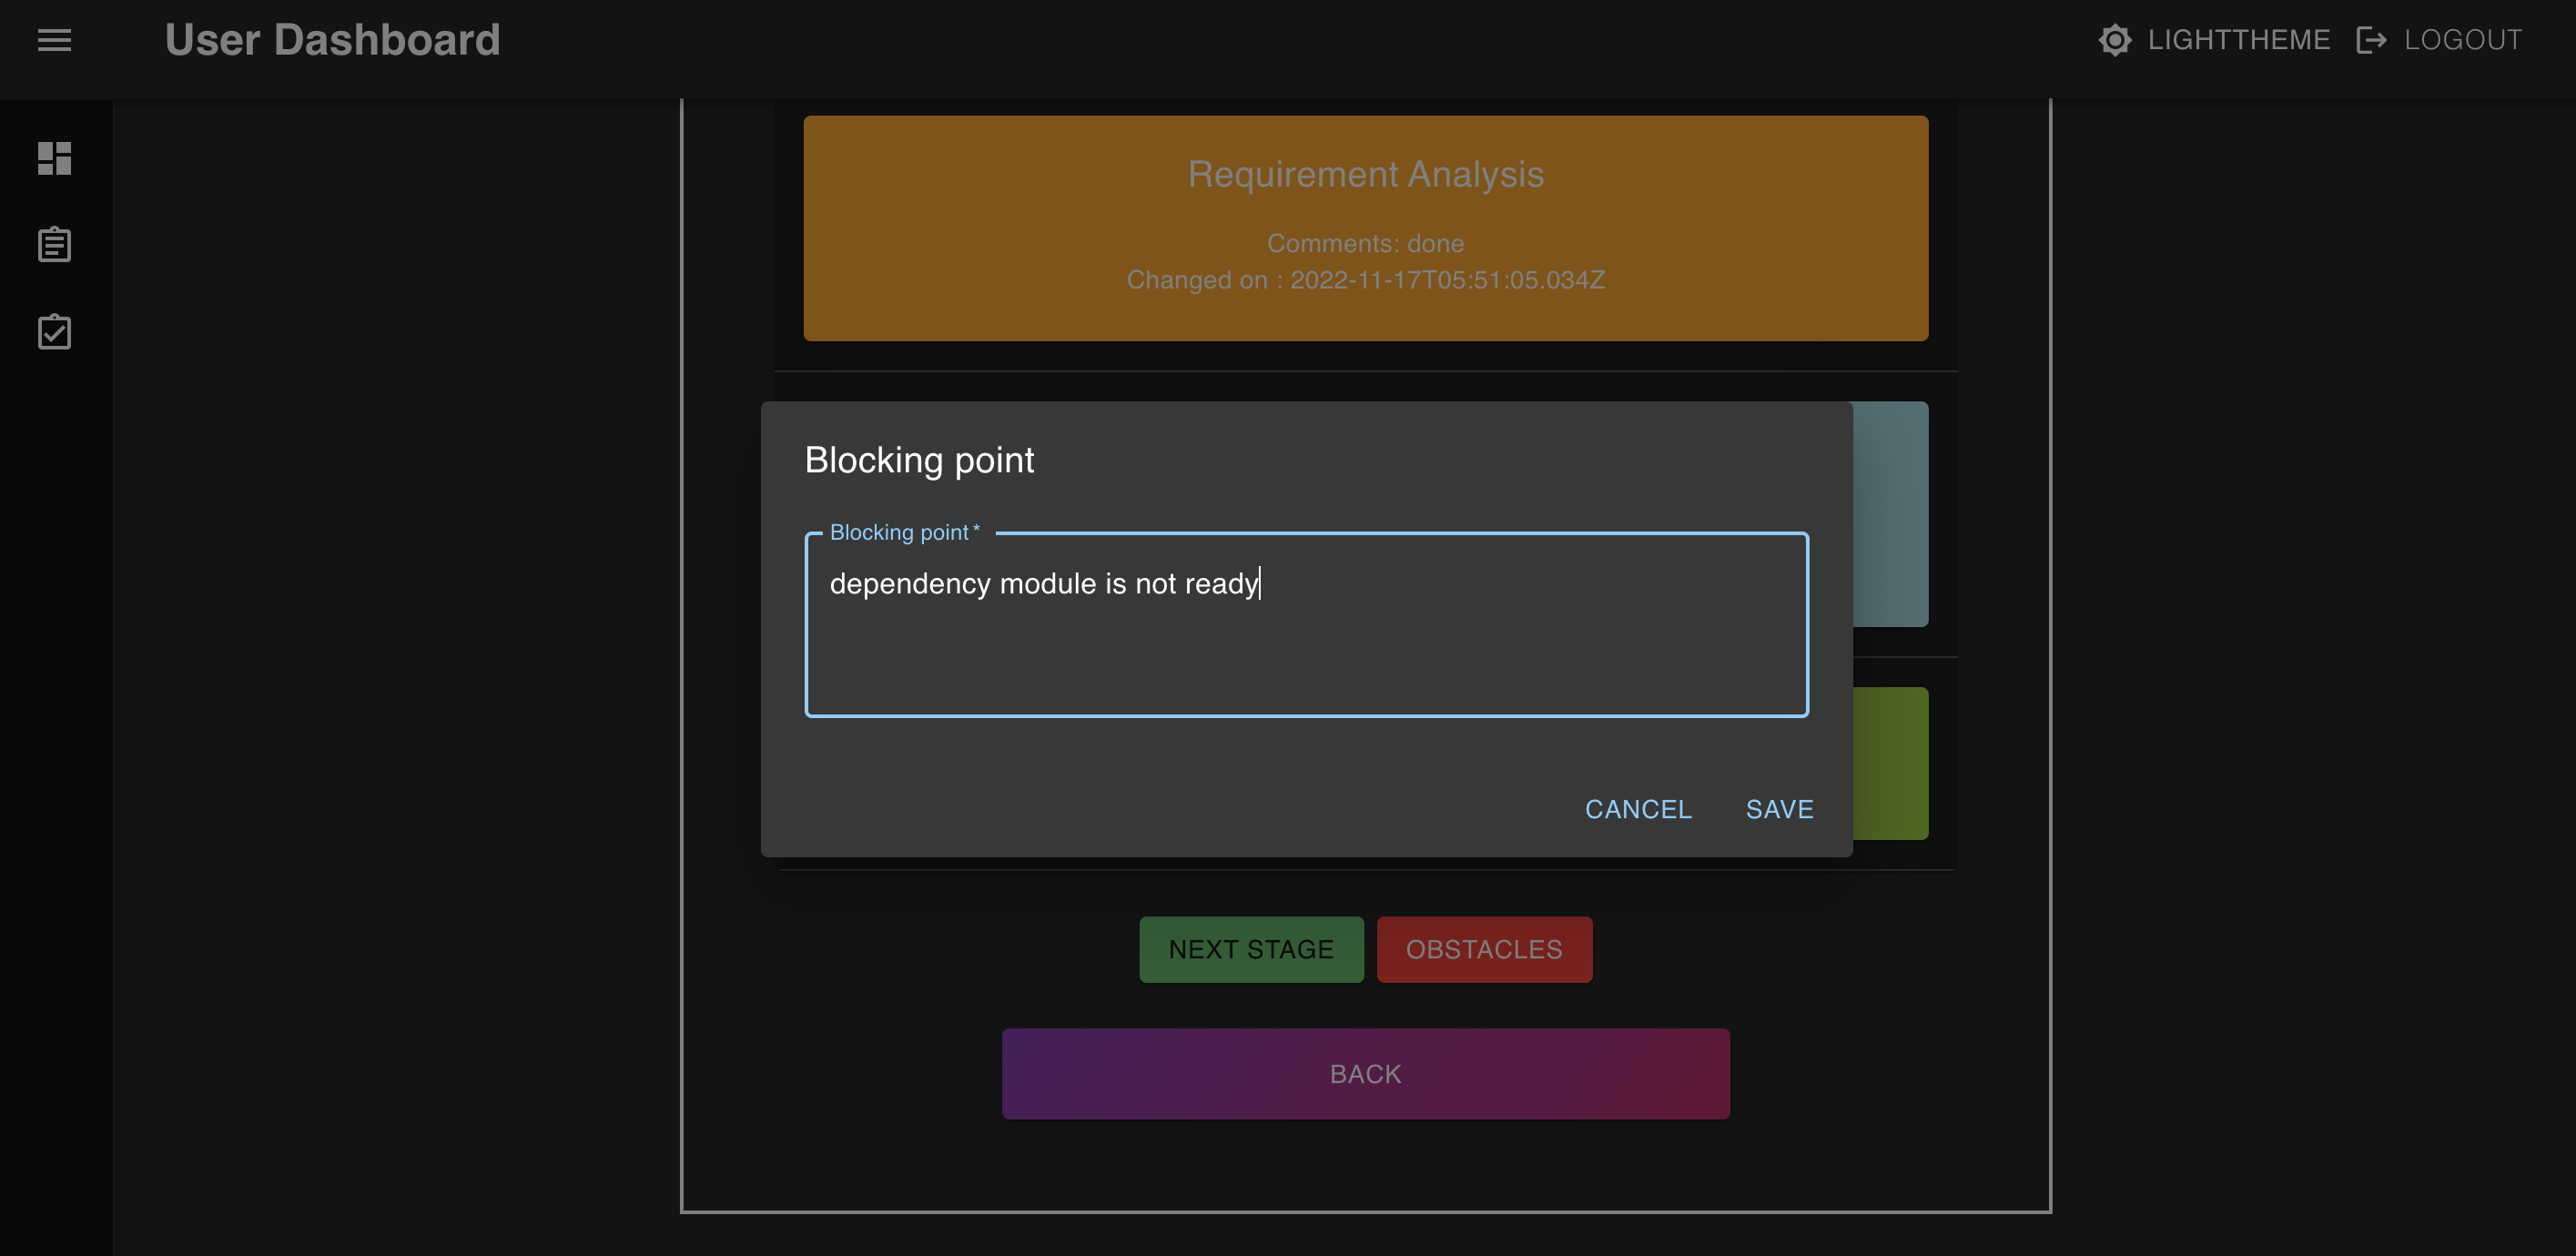 User Dashboard
LIGHTTHEME
LOGOUT
Requirement Analysis
Comments: done
Changed on : 2022-11-17T05:51:05.034Z
Blocking point
Blocking point *
dependency module is not ready
CANCEL
SAVE
NEXT STAGE
OBSTACLES
BACK